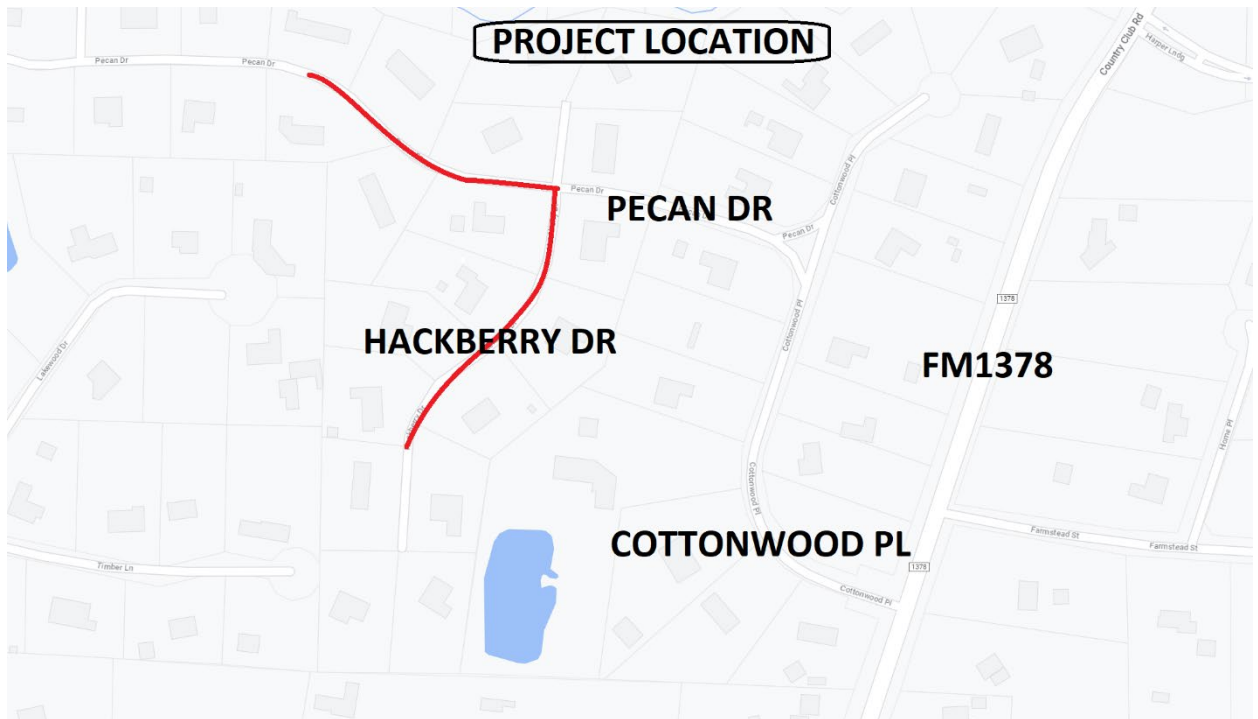 PROJECT LOCATION
Country Club Rd
Harper Lndg
Pecan Dr
Pecan Dr
Cottonwood Pl
Pecan Dr
PECAN DR
Pecan Dr
1378
Cottonwood Pl
HACKBERRY DR
Lakewood Dr
FM1378
Home Pl
Cottonwood Pl
Farmstead St
COTTONWOOD PL
Farmstead St
Timber Ln
1378
Cottonwood Pl